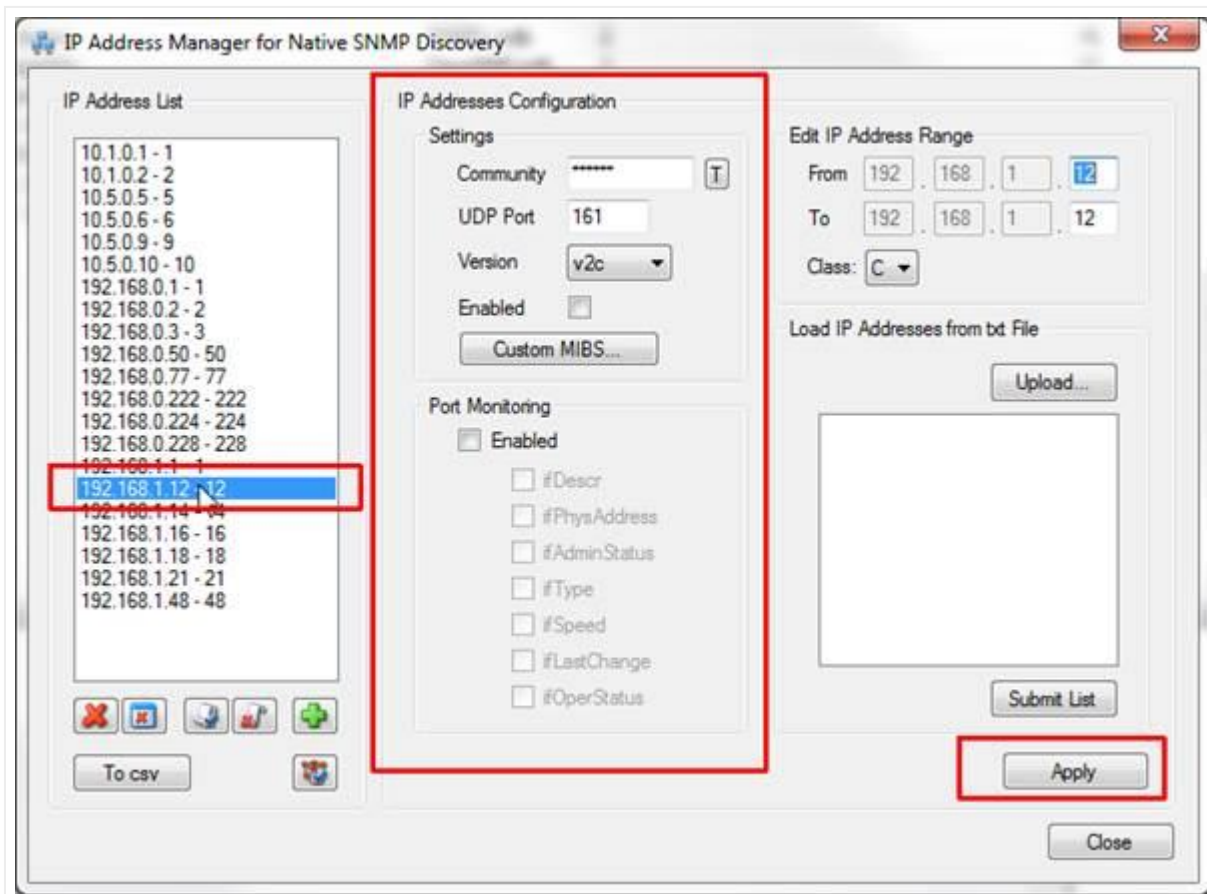 IP Address Manager for Native SNMP Discovery
IP Address List
10.1.0.1 - 1
10.1.0.2 - 2
10.5.0.5 - 5
10.5.0.6 - 6
10.5.0.9 - 9
10.5.0.10 - 10
192.168.0.1 - 1
192.168.0.2 - 2
192.168.0.3 - 3
192.168.0.50 - 50
192.168.0.77 - 77
192.168.0.222 - 222
192.168.0.224 - 224
192.168.0.228 - 228
192.168.1.1 - 1
192.168.1.12 - 12
192.168.1.14 - 14
192.168.1.16 - 16
192.168.1.18 - 18
192.168.1.21 - 21
192.168.1.48 - 48
To csv
IP Addresses Configuration
Settings
Community ****** T
UDP Port 161
Version v2c
Enabled
Custom MIBS...
Port Monitoring
Enabled
ifDescr
ifPhysAddress
ifAdminStatus
ifType
ifSpeed
ifLastChange
ifOperStatus
Edit IP Address Range
From 192 . 168 . 1 . 12
To 192 . 168 . 1 . 12
Class: C
Load IP Addresses from txt File
Upload...
Submit List
Apply
Close